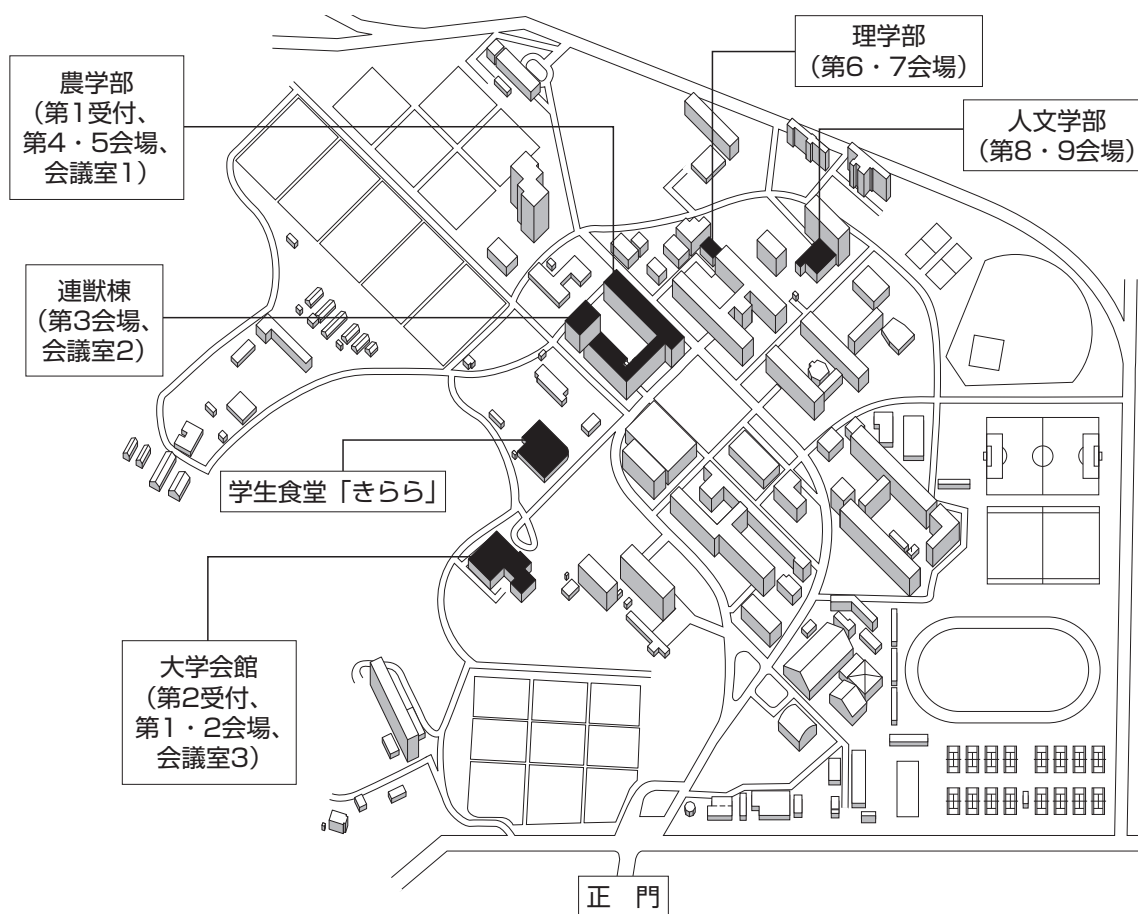 理学部
(第6・7会場)
農学部
(第1受付、
第4・5会場、
会議室1)
人文学部
(第8・9会場)
連獣棟
(第3会場、
会議室2)
学生食堂「きらら」
大学会館
(第2受付、
第1・2会場、
会議室3)
正 門